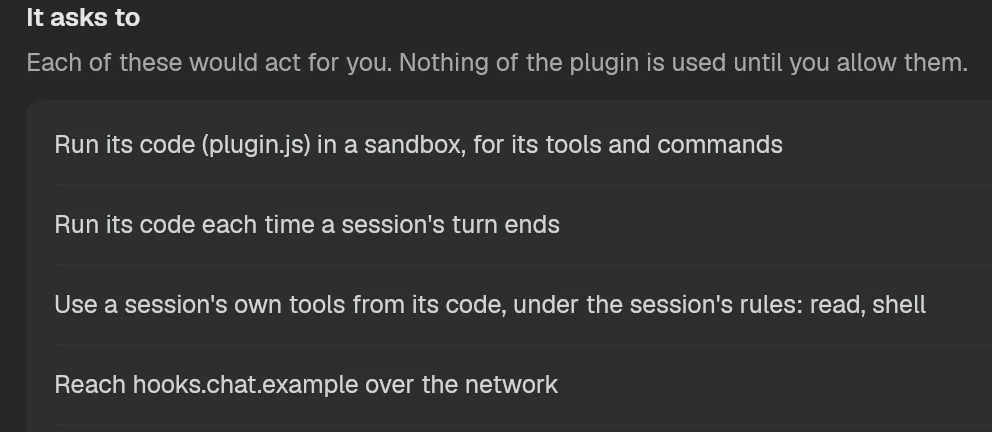 It asks to
Each of these would act for you. Nothing of the plugin is used until you allow them.
Run its code (plugin.js) in a sandbox, for its tools and commands
Run its code each time a session's turn ends
Use a session's own tools from its code, under the session's rules: read, shell
Reach hooks.chat.example over the network